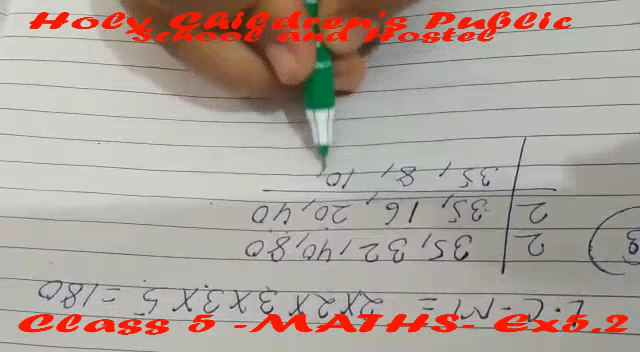 Holy Children's Public
School and Hostel
L.C.M = 2X2X3X3X5 = 180
8
2 35, 32, 40, 80
2 35, 16, 20, 40
35, 8, 10,
Class 5 -MATHS- Ex5.2